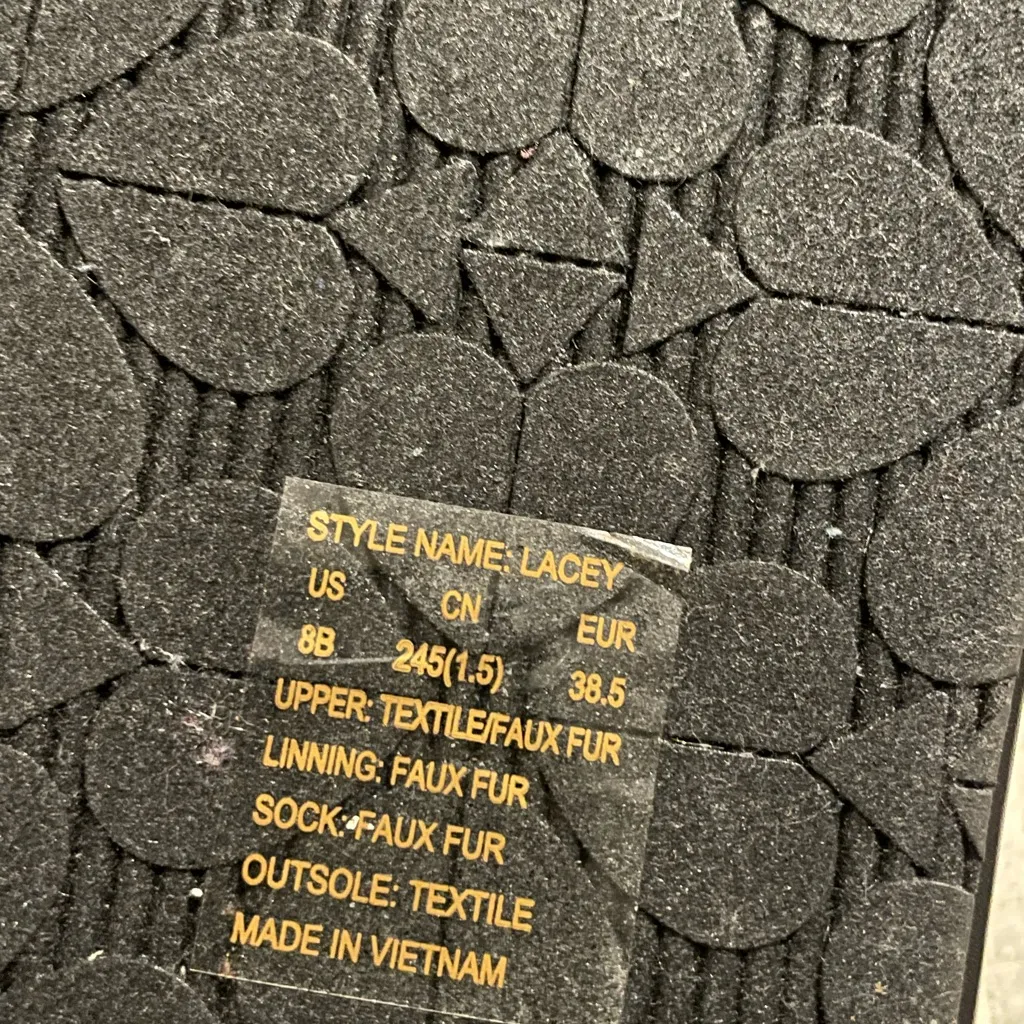 STYLE NAME: LACEY
US CN EUR
8B 245(1.5) 38.5
UPPER: TEXTILE/FAUX FUR
LINNING: FAUX FUR
SOCK: FAUX FUR
OUTSOLE: TEXTILE
MADE IN VIETNAM